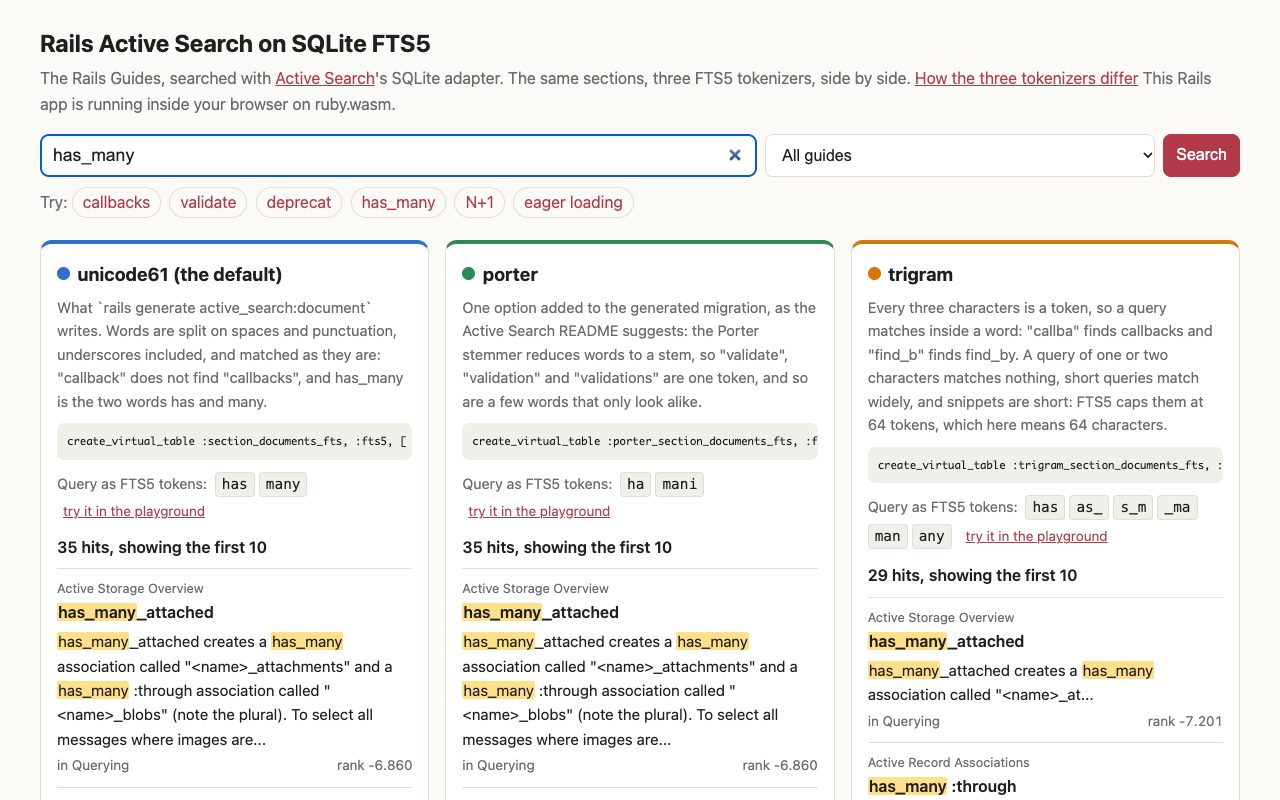 Rails Active Search on SQLite FTS5
The Rails Guides, searched with Active Search's SQLite adapter. The same sections, three FTS5 tokenizers, side by side. How the three tokenizers differ This Rails
app is running inside your browser on ruby.wasm.
has_many
All guides
Search
Try: callbacks validate deprecat has_many N+1 eager loading
unicode61 (the default)
What `rails generate active_search:document`
writes. Words are split on spaces and punctuation,
underscores included, and matched as they are:
"callback" does not find "callbacks", and has_many
is the two words has and many.
create_virtual_table :section_documents_fts, :fts5, [
Query as FTS5 tokens: has many
try it in the playground
35 hits, showing the first 10
Active Storage Overview
has_many_attached
has_many_attached creates a has_many
association called "<name>_attachments" and a
has_many :through association called "
<name>_blobs" (note the plural). To select all
messages where images are...
in Querying rank -6.860
porter
One option added to the generated migration, as the
Active Search README suggests: the Porter
stemmer reduces words to a stem, so "validate",
"validation" and "validations" are one token, and so
are a few words that only look alike.
create_virtual_table :porter_section_documents_fts, :f
Query as FTS5 tokens: ha mani
try it in the playground
35 hits, showing the first 10
Active Storage Overview
has_many_attached
has_many_attached creates a has_many
association called "<name>_attachments" and a
has_many :through association called "
<name>_blobs" (note the plural). To select all
messages where images are...
in Querying rank -6.860
trigram
Every three characters is a token, so a query
matches inside a word: "callba" finds callbacks and
"find_b" finds find_by. A query of one or two
characters matches nothing, short queries match
widely, and snippets are short: FTS5 caps them at
64 tokens, which here means 64 characters.
create_virtual_table :trigram_section_documents_fts, :
Query as FTS5 tokens: has as_ s_m _ma
man any try it in the playground
29 hits, showing the first 10
Active Storage Overview
has_many_attached
has_many_attached creates a has_many
association called "<name>_at...
in Querying rank -7.201
Active Record Associations
has_many :through